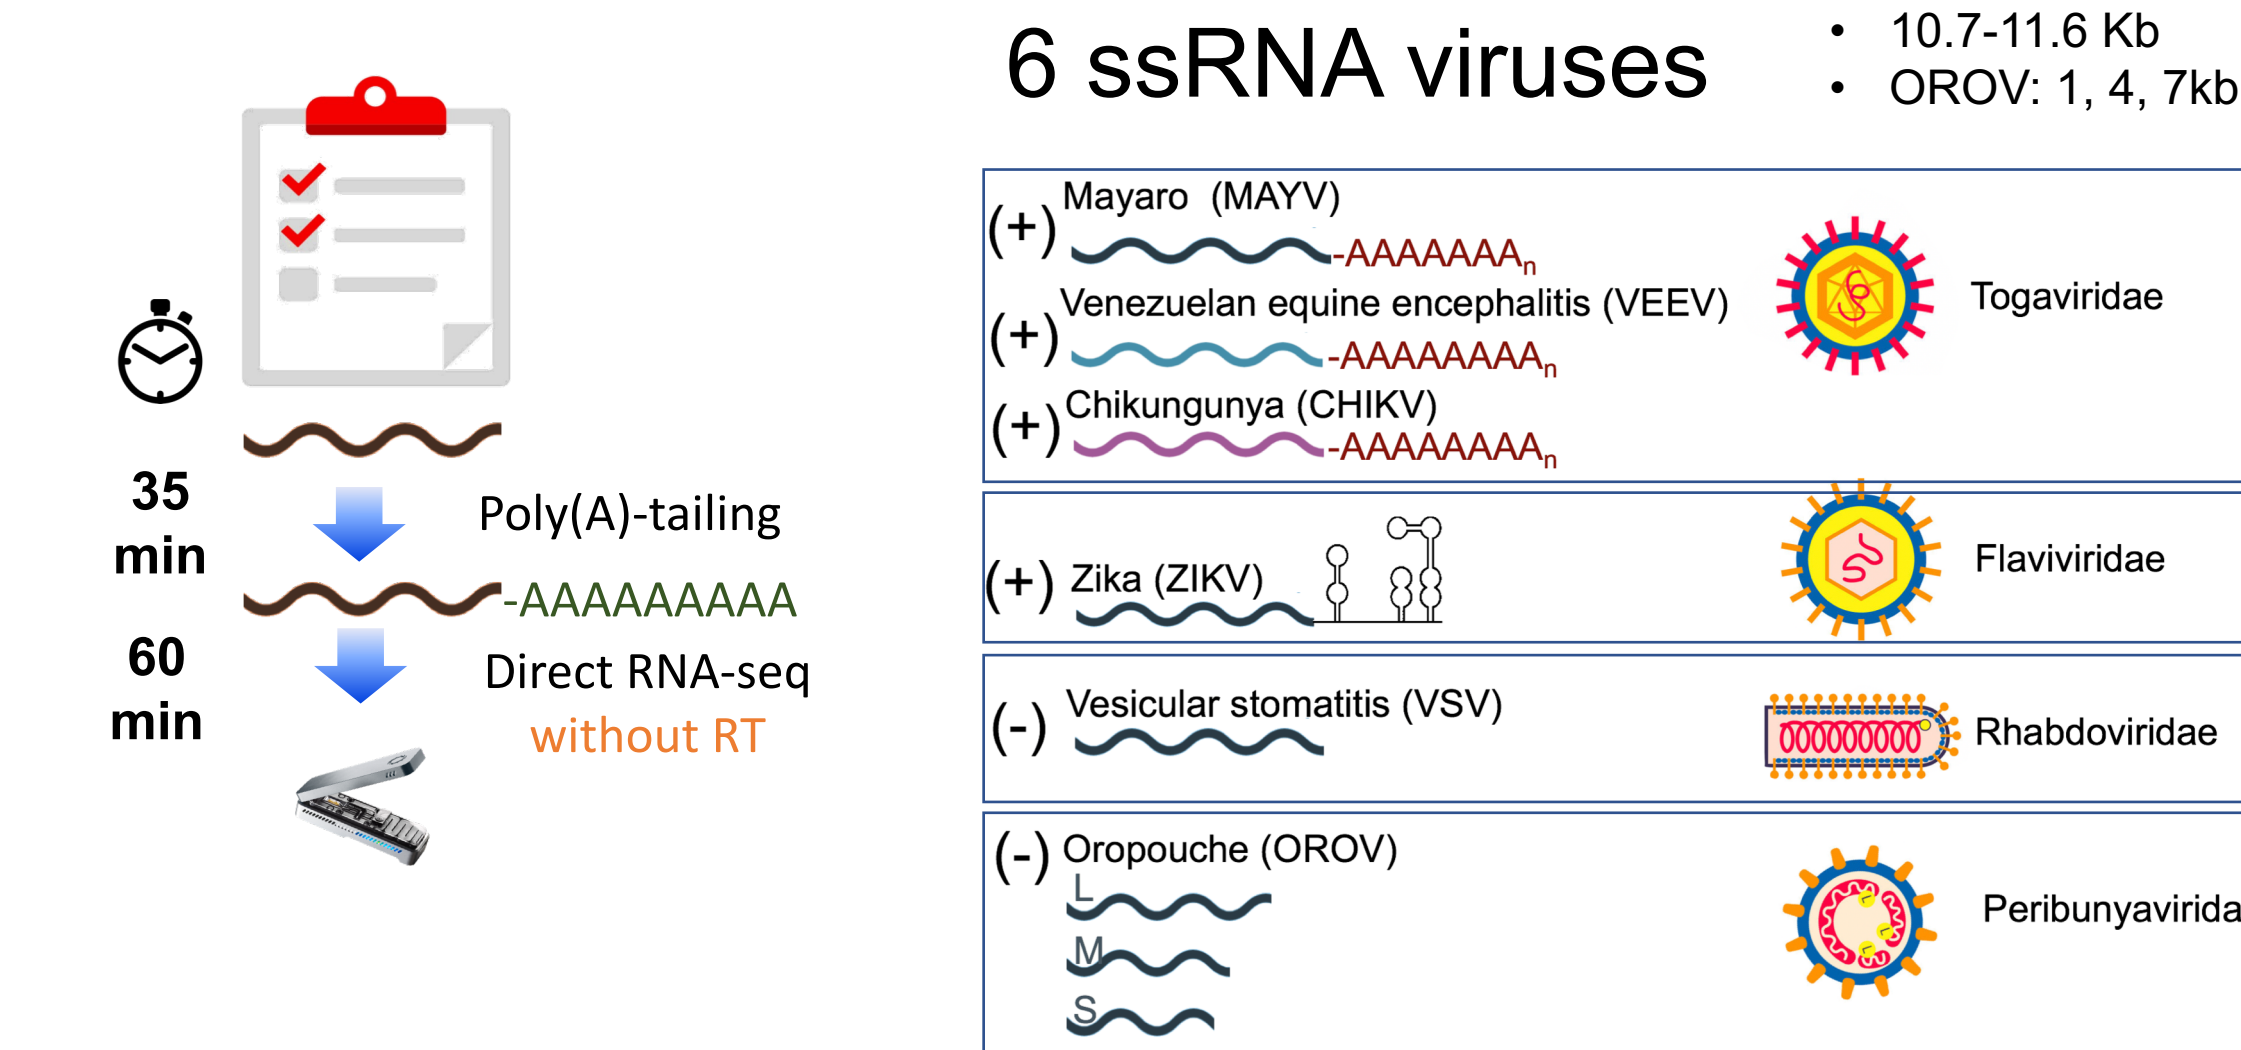 6 ssRNA viruses
• 10.7-11.6 Kb
• OROV: 1, 4, 7kb
35
min
Poly(A)-tailing
-AAAAAAAAA
60
min
Direct RNA-seq
without RT
Mayaro (MAYV)
(+)
-AAAAAAAn
Venezuelan equine encephalitis (VEEV)
(+)
-AAAAAAAAn
Chikungunya (CHIKV)
(+)
-AAAAAAAAn
Togaviridae
(+) Zika (ZIKV)
Flaviviridae
(-) Vesicular stomatitis (VSV)
Rhabdoviridae
(-) Oropouche (OROV)
L
M
S
L
L
L
Peribunyavirida